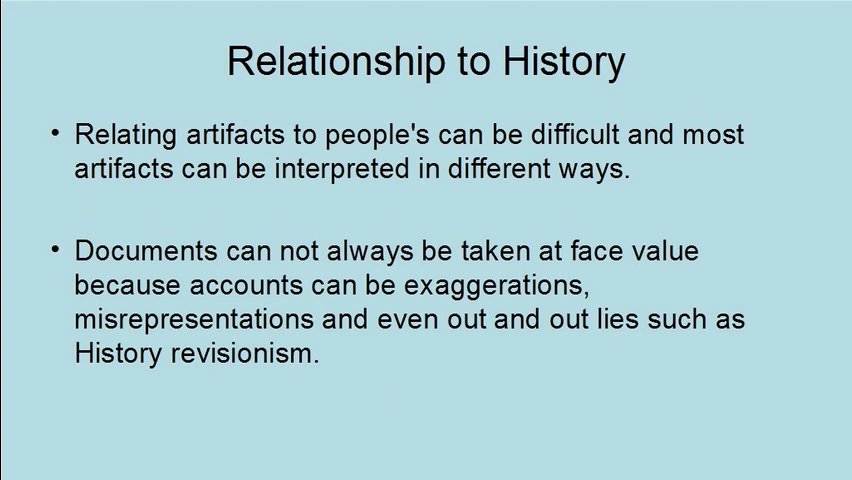 Relationship to History
• Relating artifacts to people's can be difficult and most
artifacts can be interpreted in different ways.
• Documents can not always be taken at face value
because accounts can be exaggerations,
misrepresentations and even out and out lies such as
History revisionism.